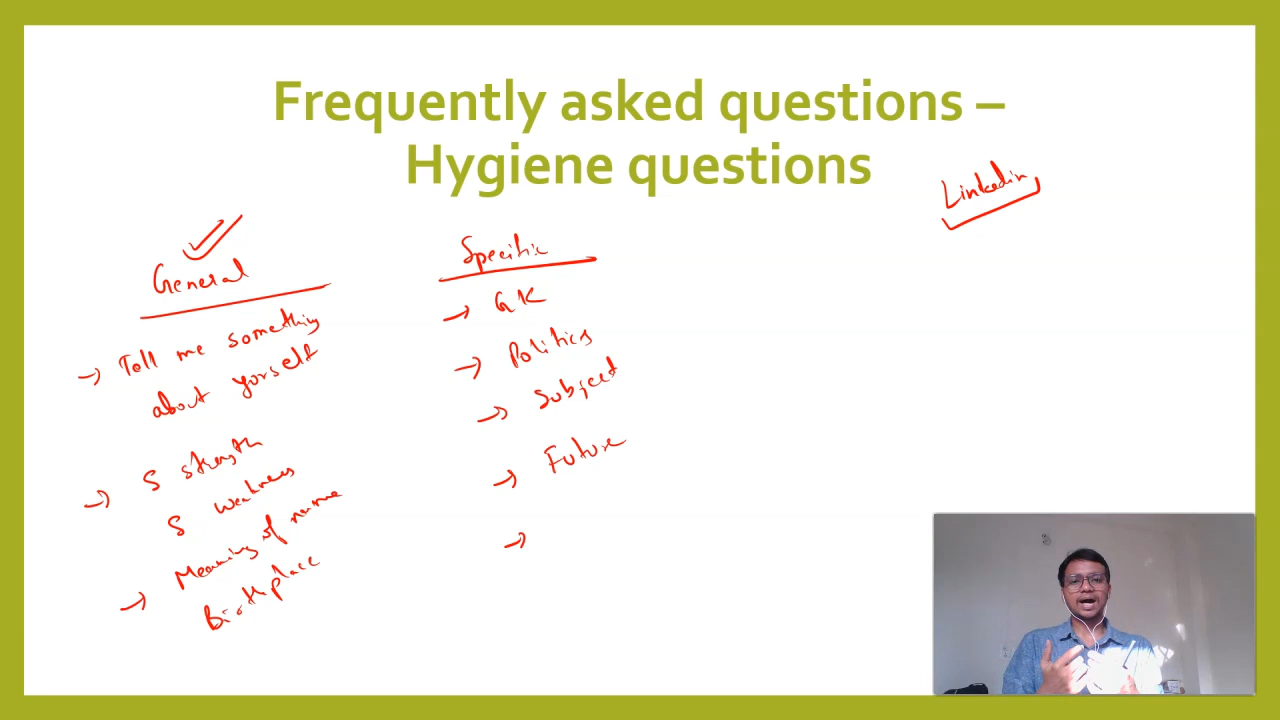 Frequently asked questions –
Hygiene questions
Linkedin
General
→ Tell me something
about yorself
→ 5 strength
5 weakness
→ Meaning of name
Birthplace
Specific
→ GK
→ Politics
→ Subject
→ Future
→